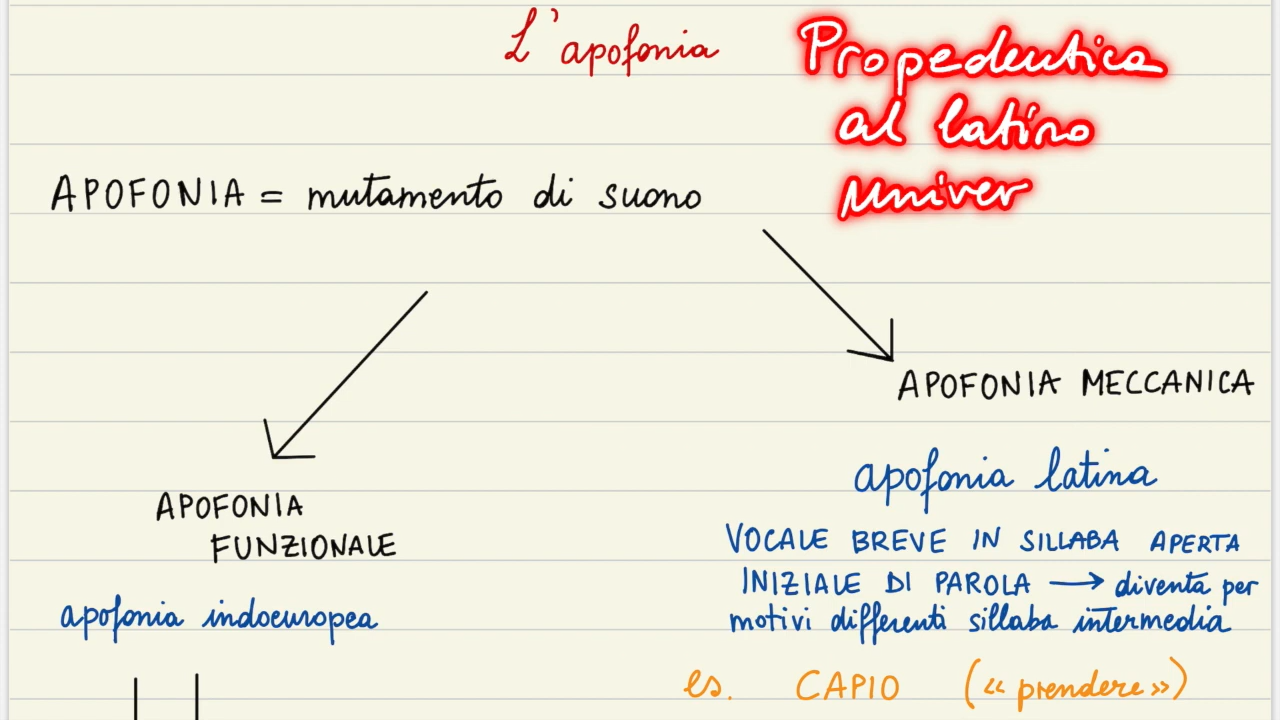 L'apofonia
Propedeutica
al latino
univer
APOFONIA = mutamento di suono
APOFONIA
FUNZIONALE
apofonia indoeuropea
APOFONIA MECCANICA
apofonia latina
VOCALE BREVE IN SILLABA APERTA
INIZIALE DI PAROLA → diventa per
motivi differenti sillaba intermedia
es. CAPIO («prendere»)